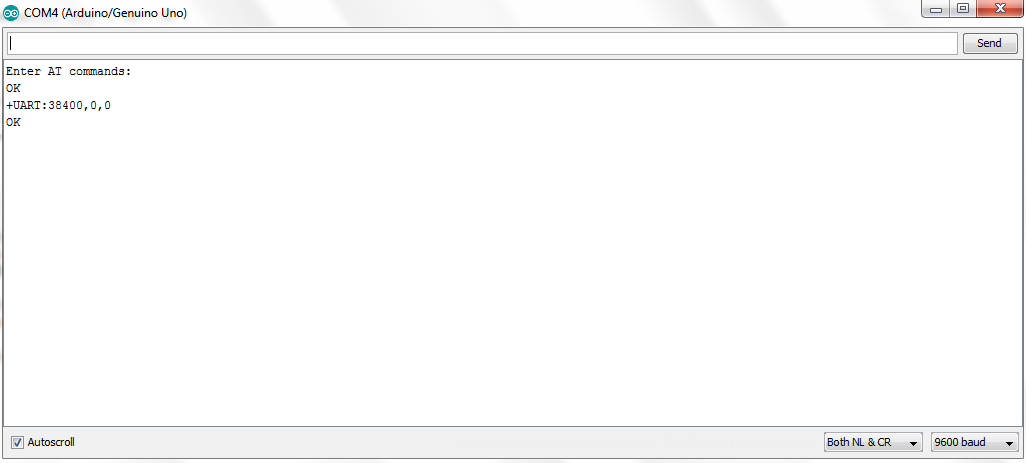 COM4 (Arduino/Genuino Uno)
Send
Enter AT commands:
OK
+UART:38400,0,0
OK
Autoscroll
Both NL & CR
9600 baud